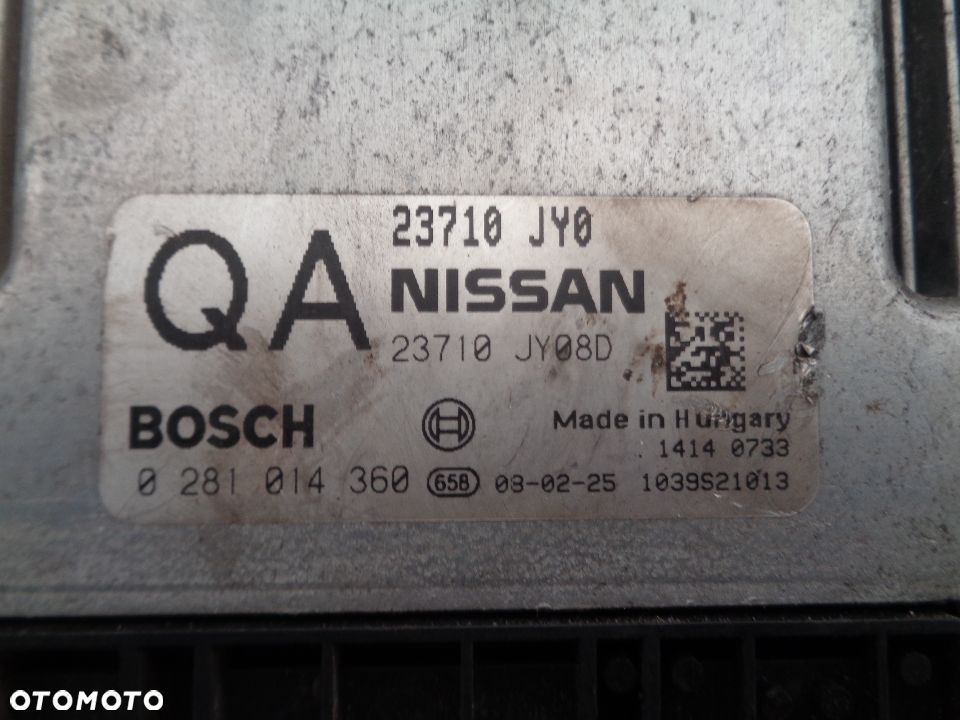 23710 JY0
QA
NISSAN
23710 JY08D
BOSCH
Made in Hungary
1414 0733
0 281 014 360 658 08-02-25 1039S21013
OTOMOTO